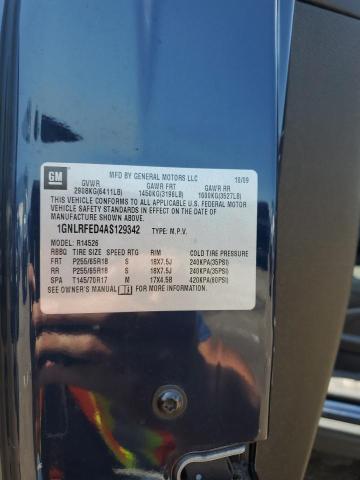 GM
MFD BY GENERAL MOTORS LLC 10/09
GVWR GAWR FRT GAWR RR
2908KG(6411LB) 1450KG(3196LB) 1600KG(3527LB)
THIS VEHICLE CONFORMS TO ALL APPLICABLE U.S. FEDERAL
MOTOR VEHICLE SAFETY AND THEFT PREVENTION STANDARDS
IN EFFECT ON THE DATE OF MANUFACTURE SHOWN ABOVE.
1GNLRFED4AS129342 TYPE: M.P.V.
MODEL: R14526
RBBQ TIRE SIZE SPEED RTG RIM COLD TIRE PRESSURE
FRT P255/65R18 S 18X7.5J 240KPA(35PSI)
RR P255/65R18 S 18X7.5J 240KPA(35PSI)
SPA T145/70R17 M 17X4.5B 420KPA(60PSI)
SEE OWNER'S MANUAL FOR MORE INFORMATION.